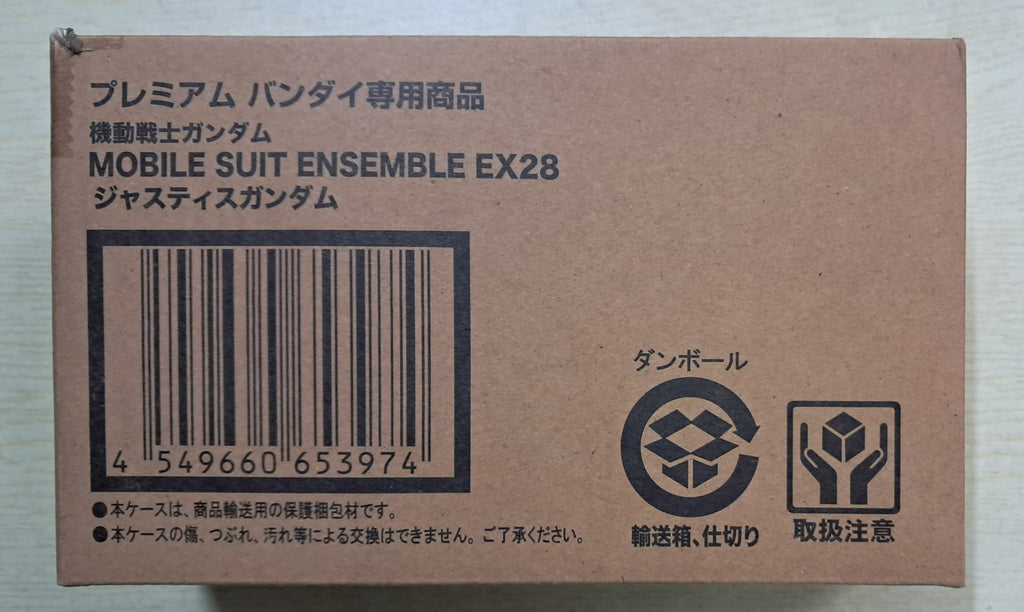 プレミアム バンダイ専用商品
機動戦士ガンダム
MOBILE SUIT ENSEMBLE EX28
ジャスティスガンダム
4 549660 653974
●本ケースは、商品輸送用の保護梱包材です。
●本ケースの傷、つぶれ、汚れ等による交換はできません。ご了承ください。
ダンボール
輸送箱、仕切り
取扱注意